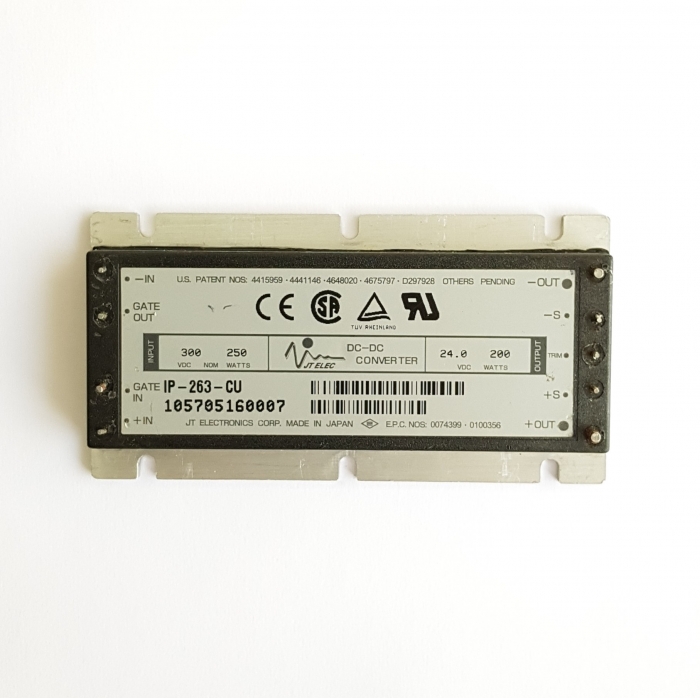 -IN U.S. PATENT NOS: 4415959 · 4441146 · 4648020 · 4675797 · D297928 OTHERS PENDING -OUT
GATE OUT
CE SA
TUV RHEINLAND
-S
INPUT
300 VDC NOM
250 WATTS
JT ELEC
DC-DC CONVERTER
24.0 VDC
200 WATTS
OUTPUT
TRIM
GATE IN
IP-263-CU
+S
105705160007
+IN
JT ELECTRONICS CORP. MADE IN JAPAN E.P.C. NOS: 0074399 · 0100356
+OUT